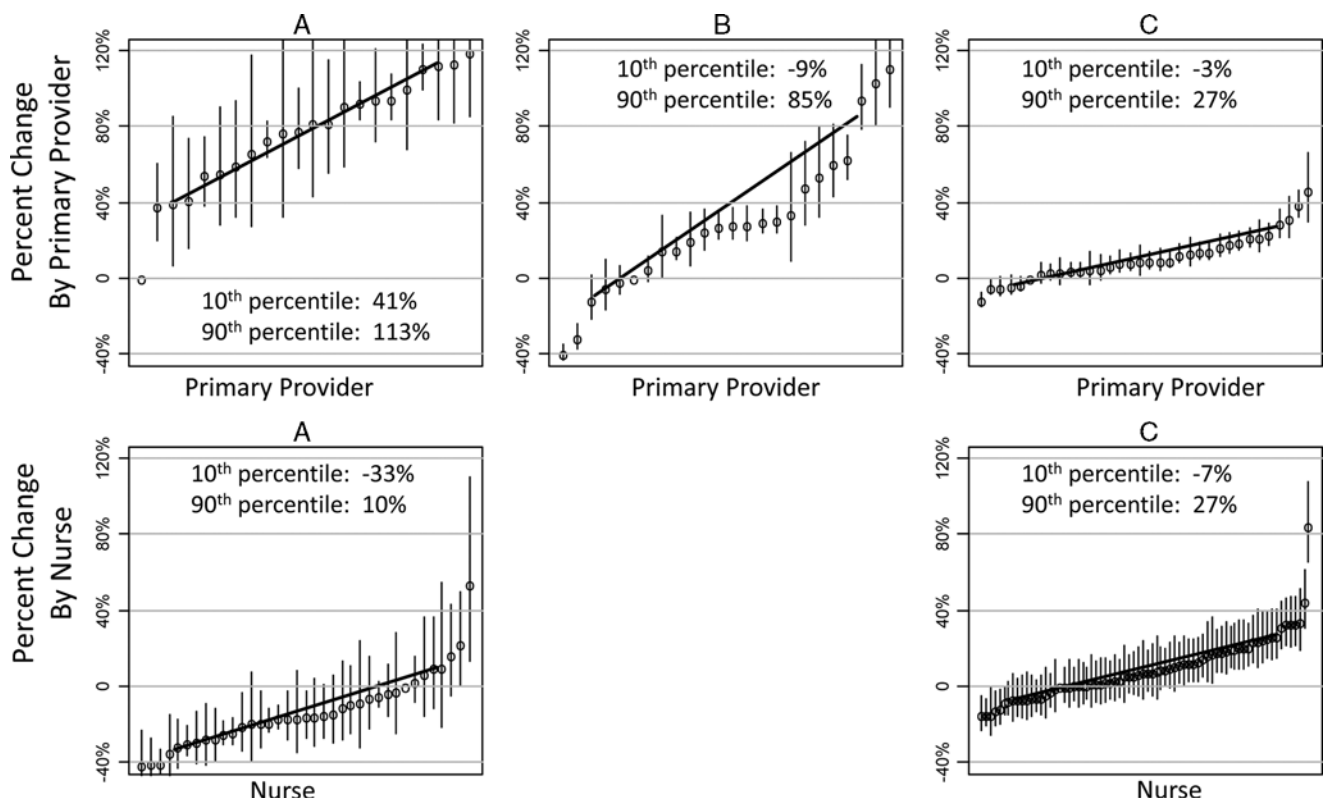 A
B
C
Percent Change
By Primary Provider
120%
80%
40%
0
-40%
10th percentile: 41%
90th percentile: 113%
Primary Provider
120%
80%
40%
0
-40%
10th percentile: -9%
90th percentile: 85%
Primary Provider
120%
80%
40%
0
-40%
10th percentile: -3%
90th percentile: 27%
Primary Provider
A
C
Percent Change
By Nurse
120%
80%
40%
0
-40%
10th percentile: -33%
90th percentile: 10%
Nurse
120%
80%
40%
0
-40%
10th percentile: -7%
90th percentile: 27%
Nurse